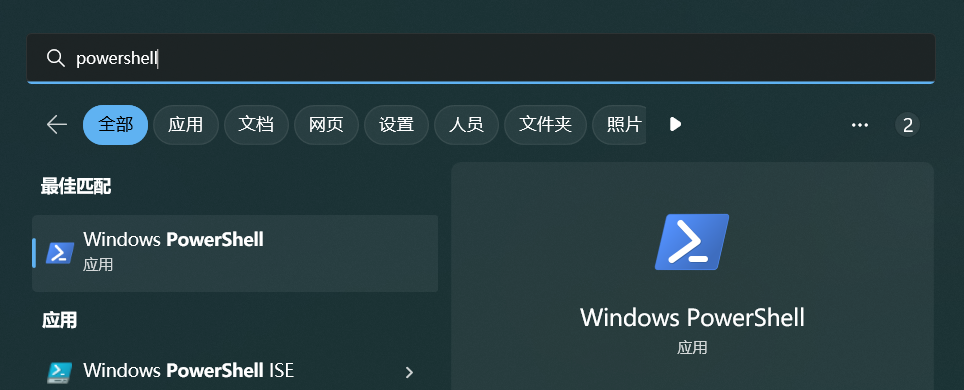 powershell
全部 应用 文档 网页 设置 人员 文件夹 照片 ... 2
最佳匹配
Windows PowerShell
应用
应用
Windows PowerShell ISE
Windows PowerShell
应用